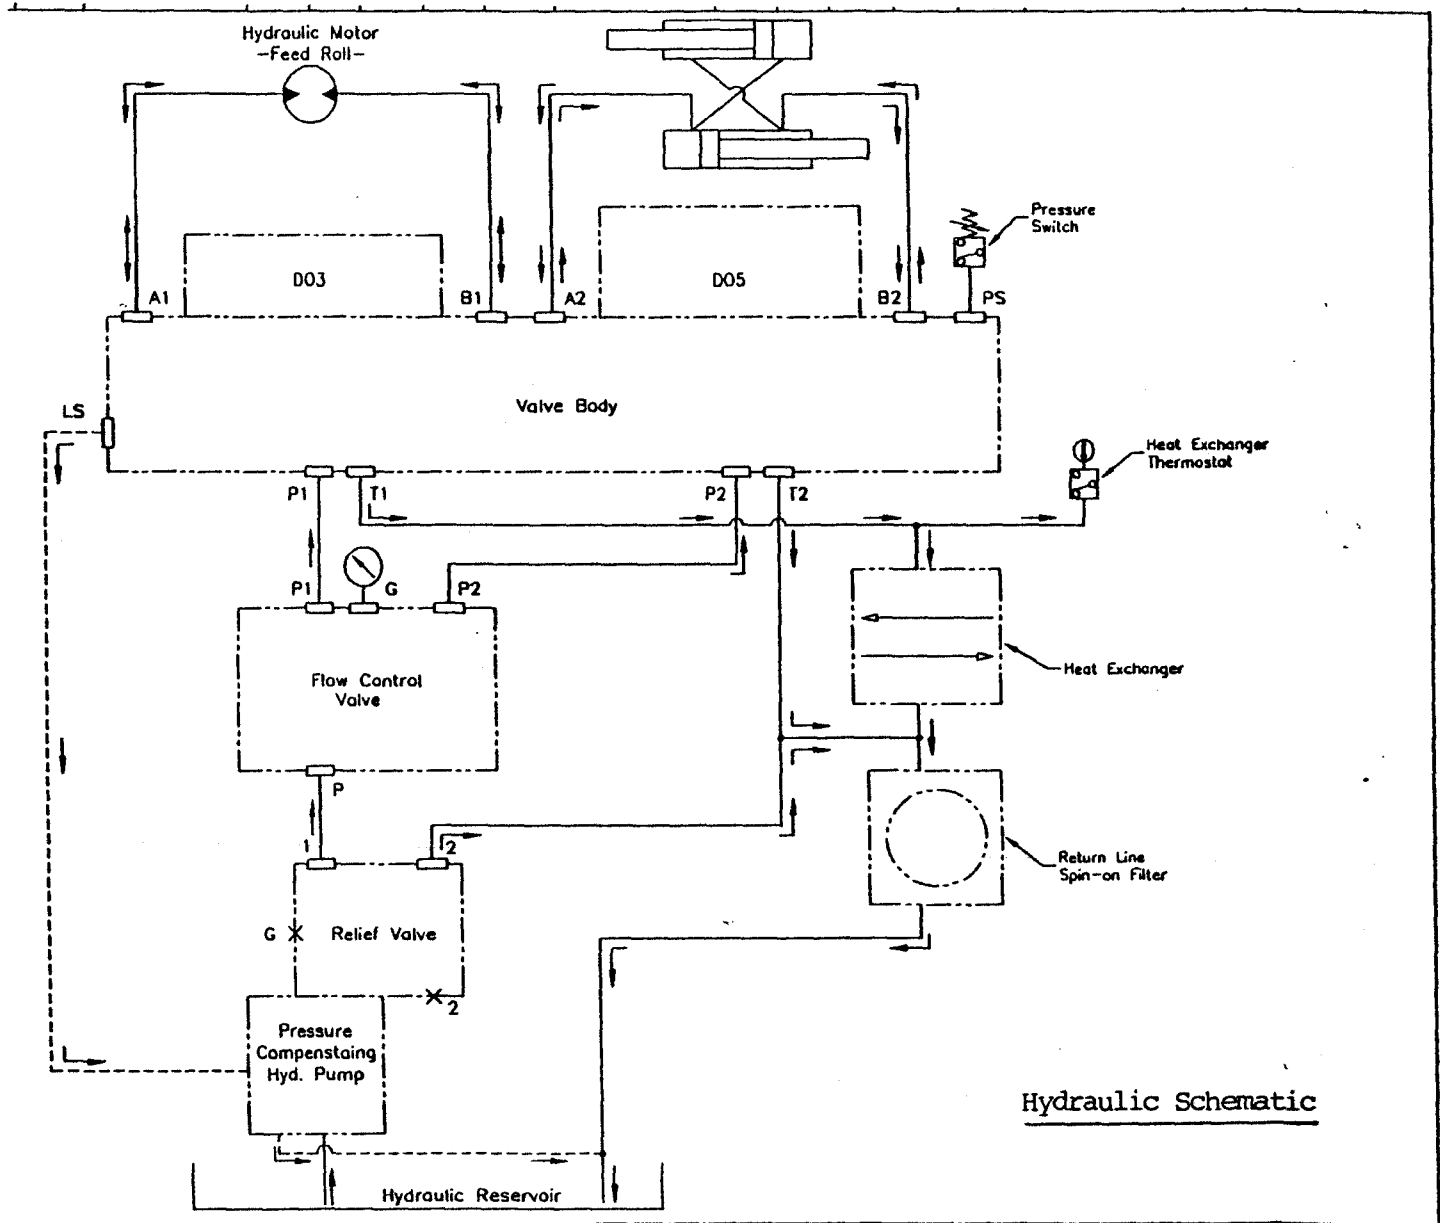 Hydraulic Motor
-Feed Roll-
Pressure
Switch
D03
D05
A1
B1
A2
B2
PS
Valve Body
LS
Heat Exchanger
Thermostat
P1
T1
P2
T2
P1
G
P2
Flow Control
Valve
Heat Exchanger
P
1
2
Return Line
Spin-on Filter
G
Relief Valve
2
Pressure
Compenstaing
Hyd. Pump
Hydraulic Schematic
Hydraulic Reservoir